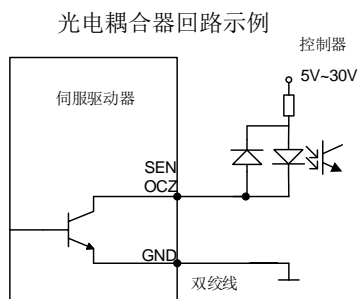 光电耦合器回路示例
控制器
5V~30V
伺服驱动器
SEN
OCZ
GND
双绞线